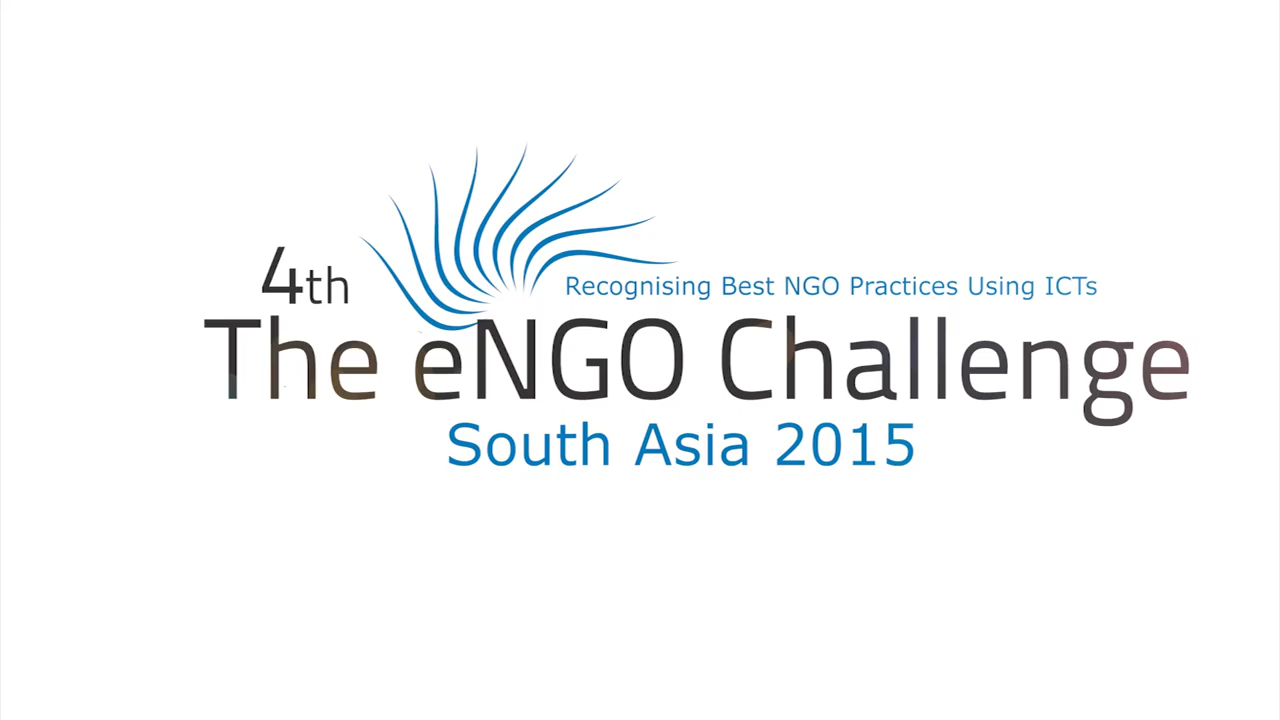 4th
Recognising Best NGO Practices Using ICTs
The eNGO Challenge
South Asia 2015